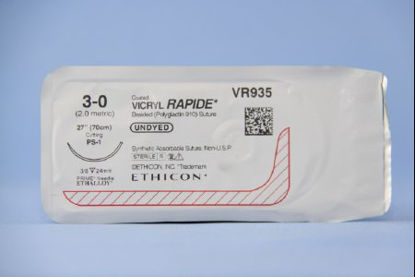 3-0
(2.0 metric)
27" (70cm)
Cutting
PS-1
3/8 ▽ 24mm
PRIME* Needle
ETHALLOY*
Coated
VICRYL RAPIDE*
Braided (Polyglactin 910) Suture
UNDYED
Synthetic Absorbable Suture, Non-U.S.P.
STERILE R
©ETHICON, INC. *Trademark
ETHICON*
VR935